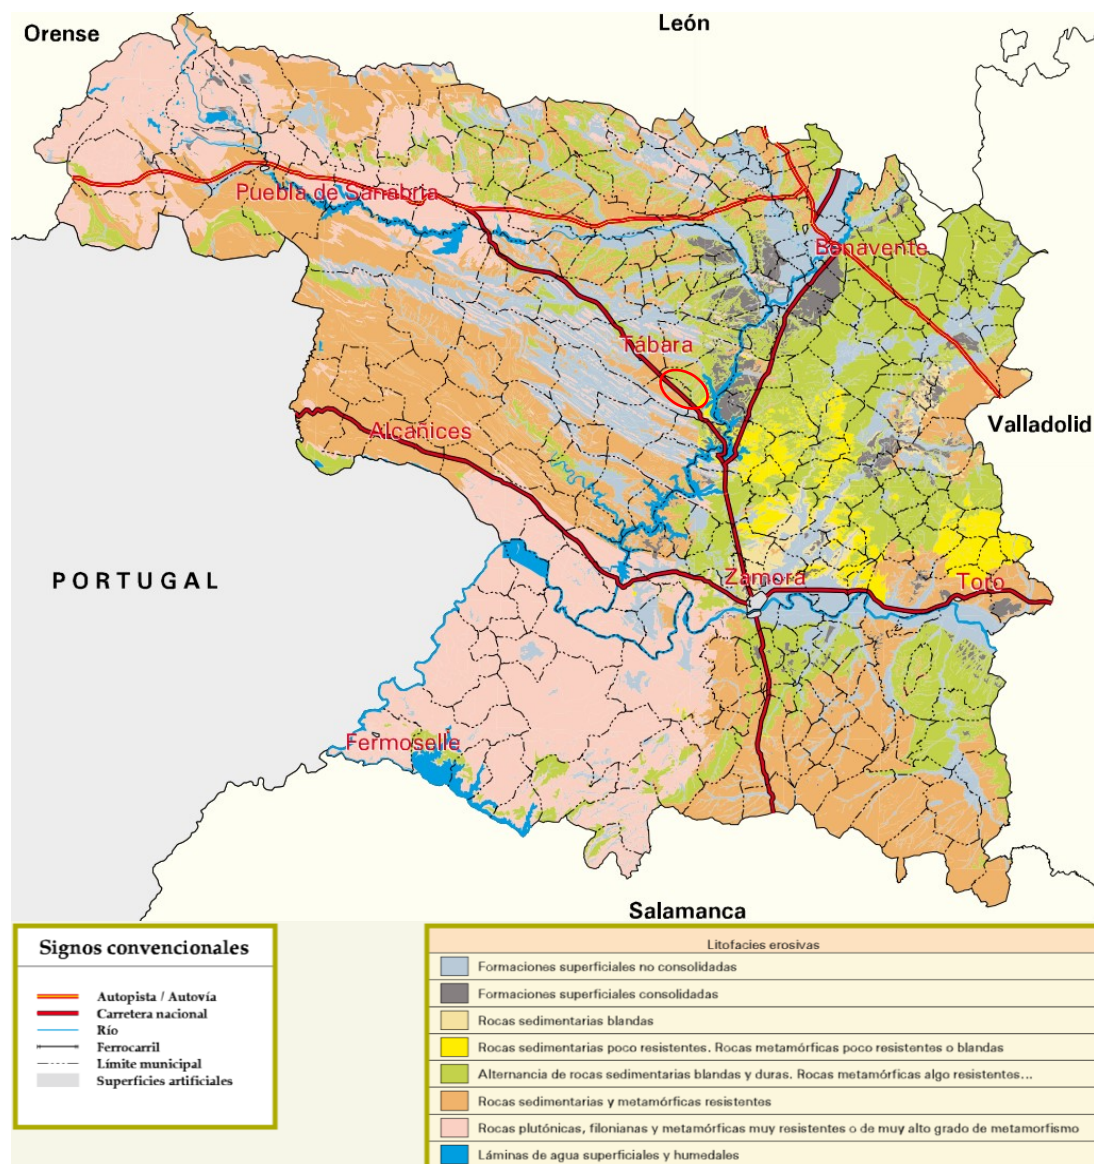 León
Orense
Puebla de Sanabria
Benavente
Tábara
Valladolid
Alcañices
PORTUGAL
Zamora
Toro
Fermoselle
Salamanca
Signos convencionales
Autopista / Autovía
Carretera nacional
Río
Ferrocarril
Límite municipal
Superficies artificiales
Litofacies erosivas
Formaciones superficiales no consolidadas
Formaciones superficiales consolidadas
Rocas sedimentarias blandas
Rocas sedimentarias poco resistentes. Rocas metamórficas poco resistentes o blandas
Alternancia de rocas sedimentarias blandas y duras. Rocas metamórficas algo resistentes...
Rocas sedimentarias y metamórficas resistentes
Rocas plutónicas, filonianas y metamórficas muy resistentes o de muy alto grado de metamorfismo
Láminas de agua superficiales y humedales